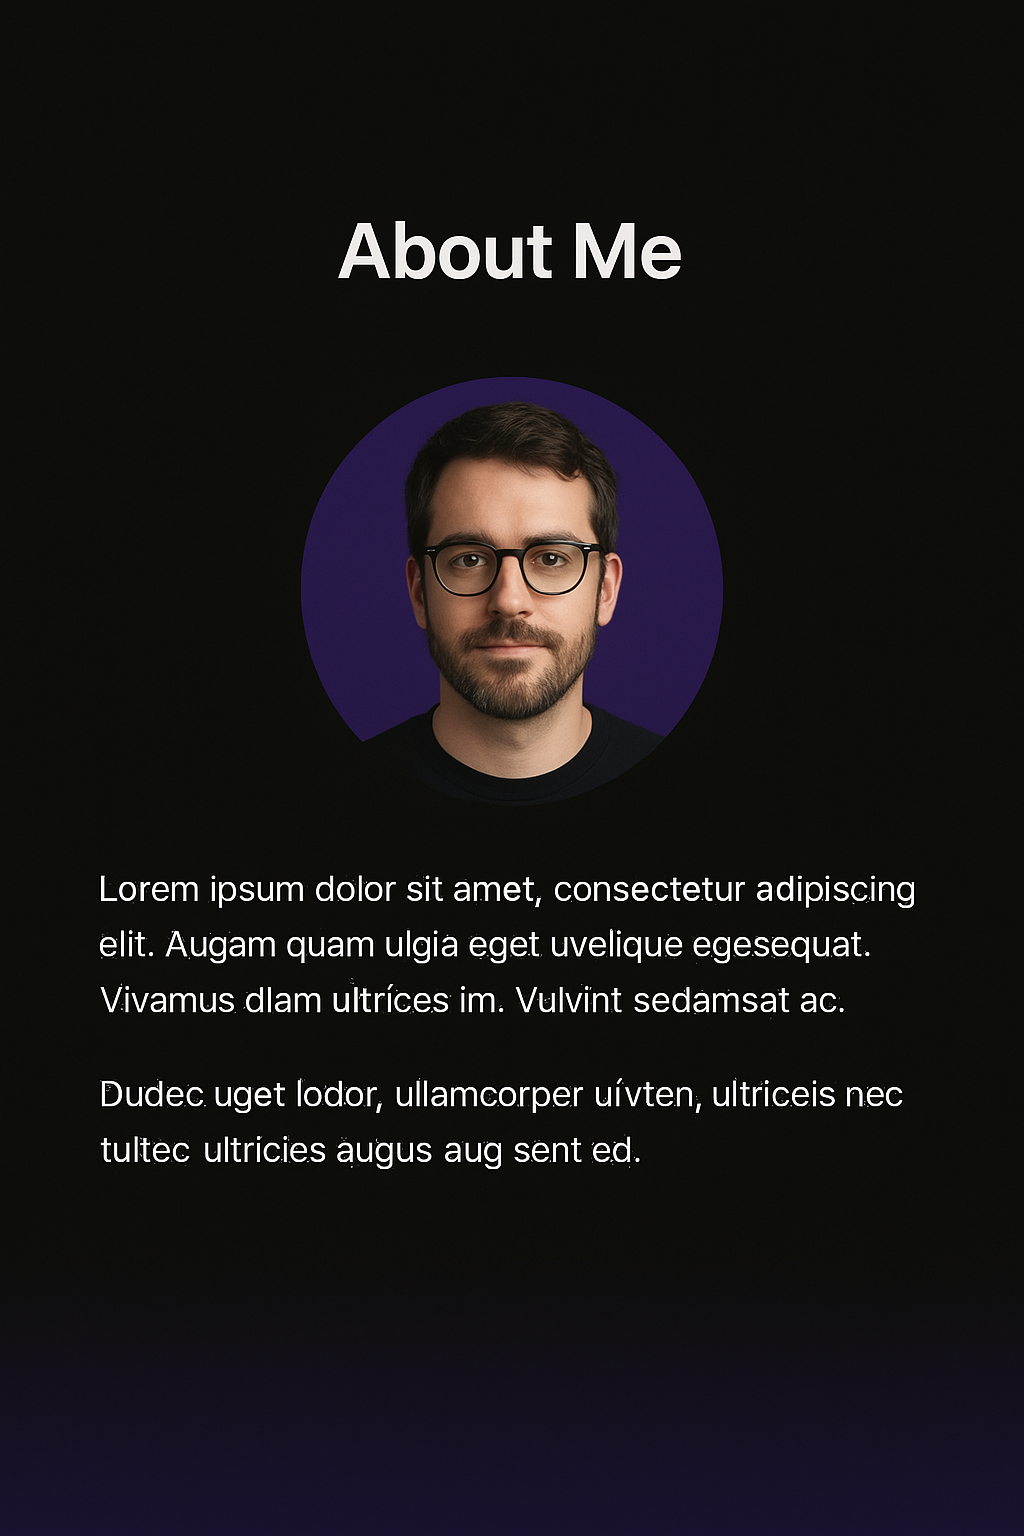 About Me
Lorem ipsum dolor sit amet, consectetur adipiscing
elit. Augam quam ulgia eget uvelique egesequat.
Vivamus dlam ultríces im. Vulvint sedamsat ac.
Dudec uget lodor, ullamcorper uívten, ultriceis nec
tultec ultricies augus aug sent ed.